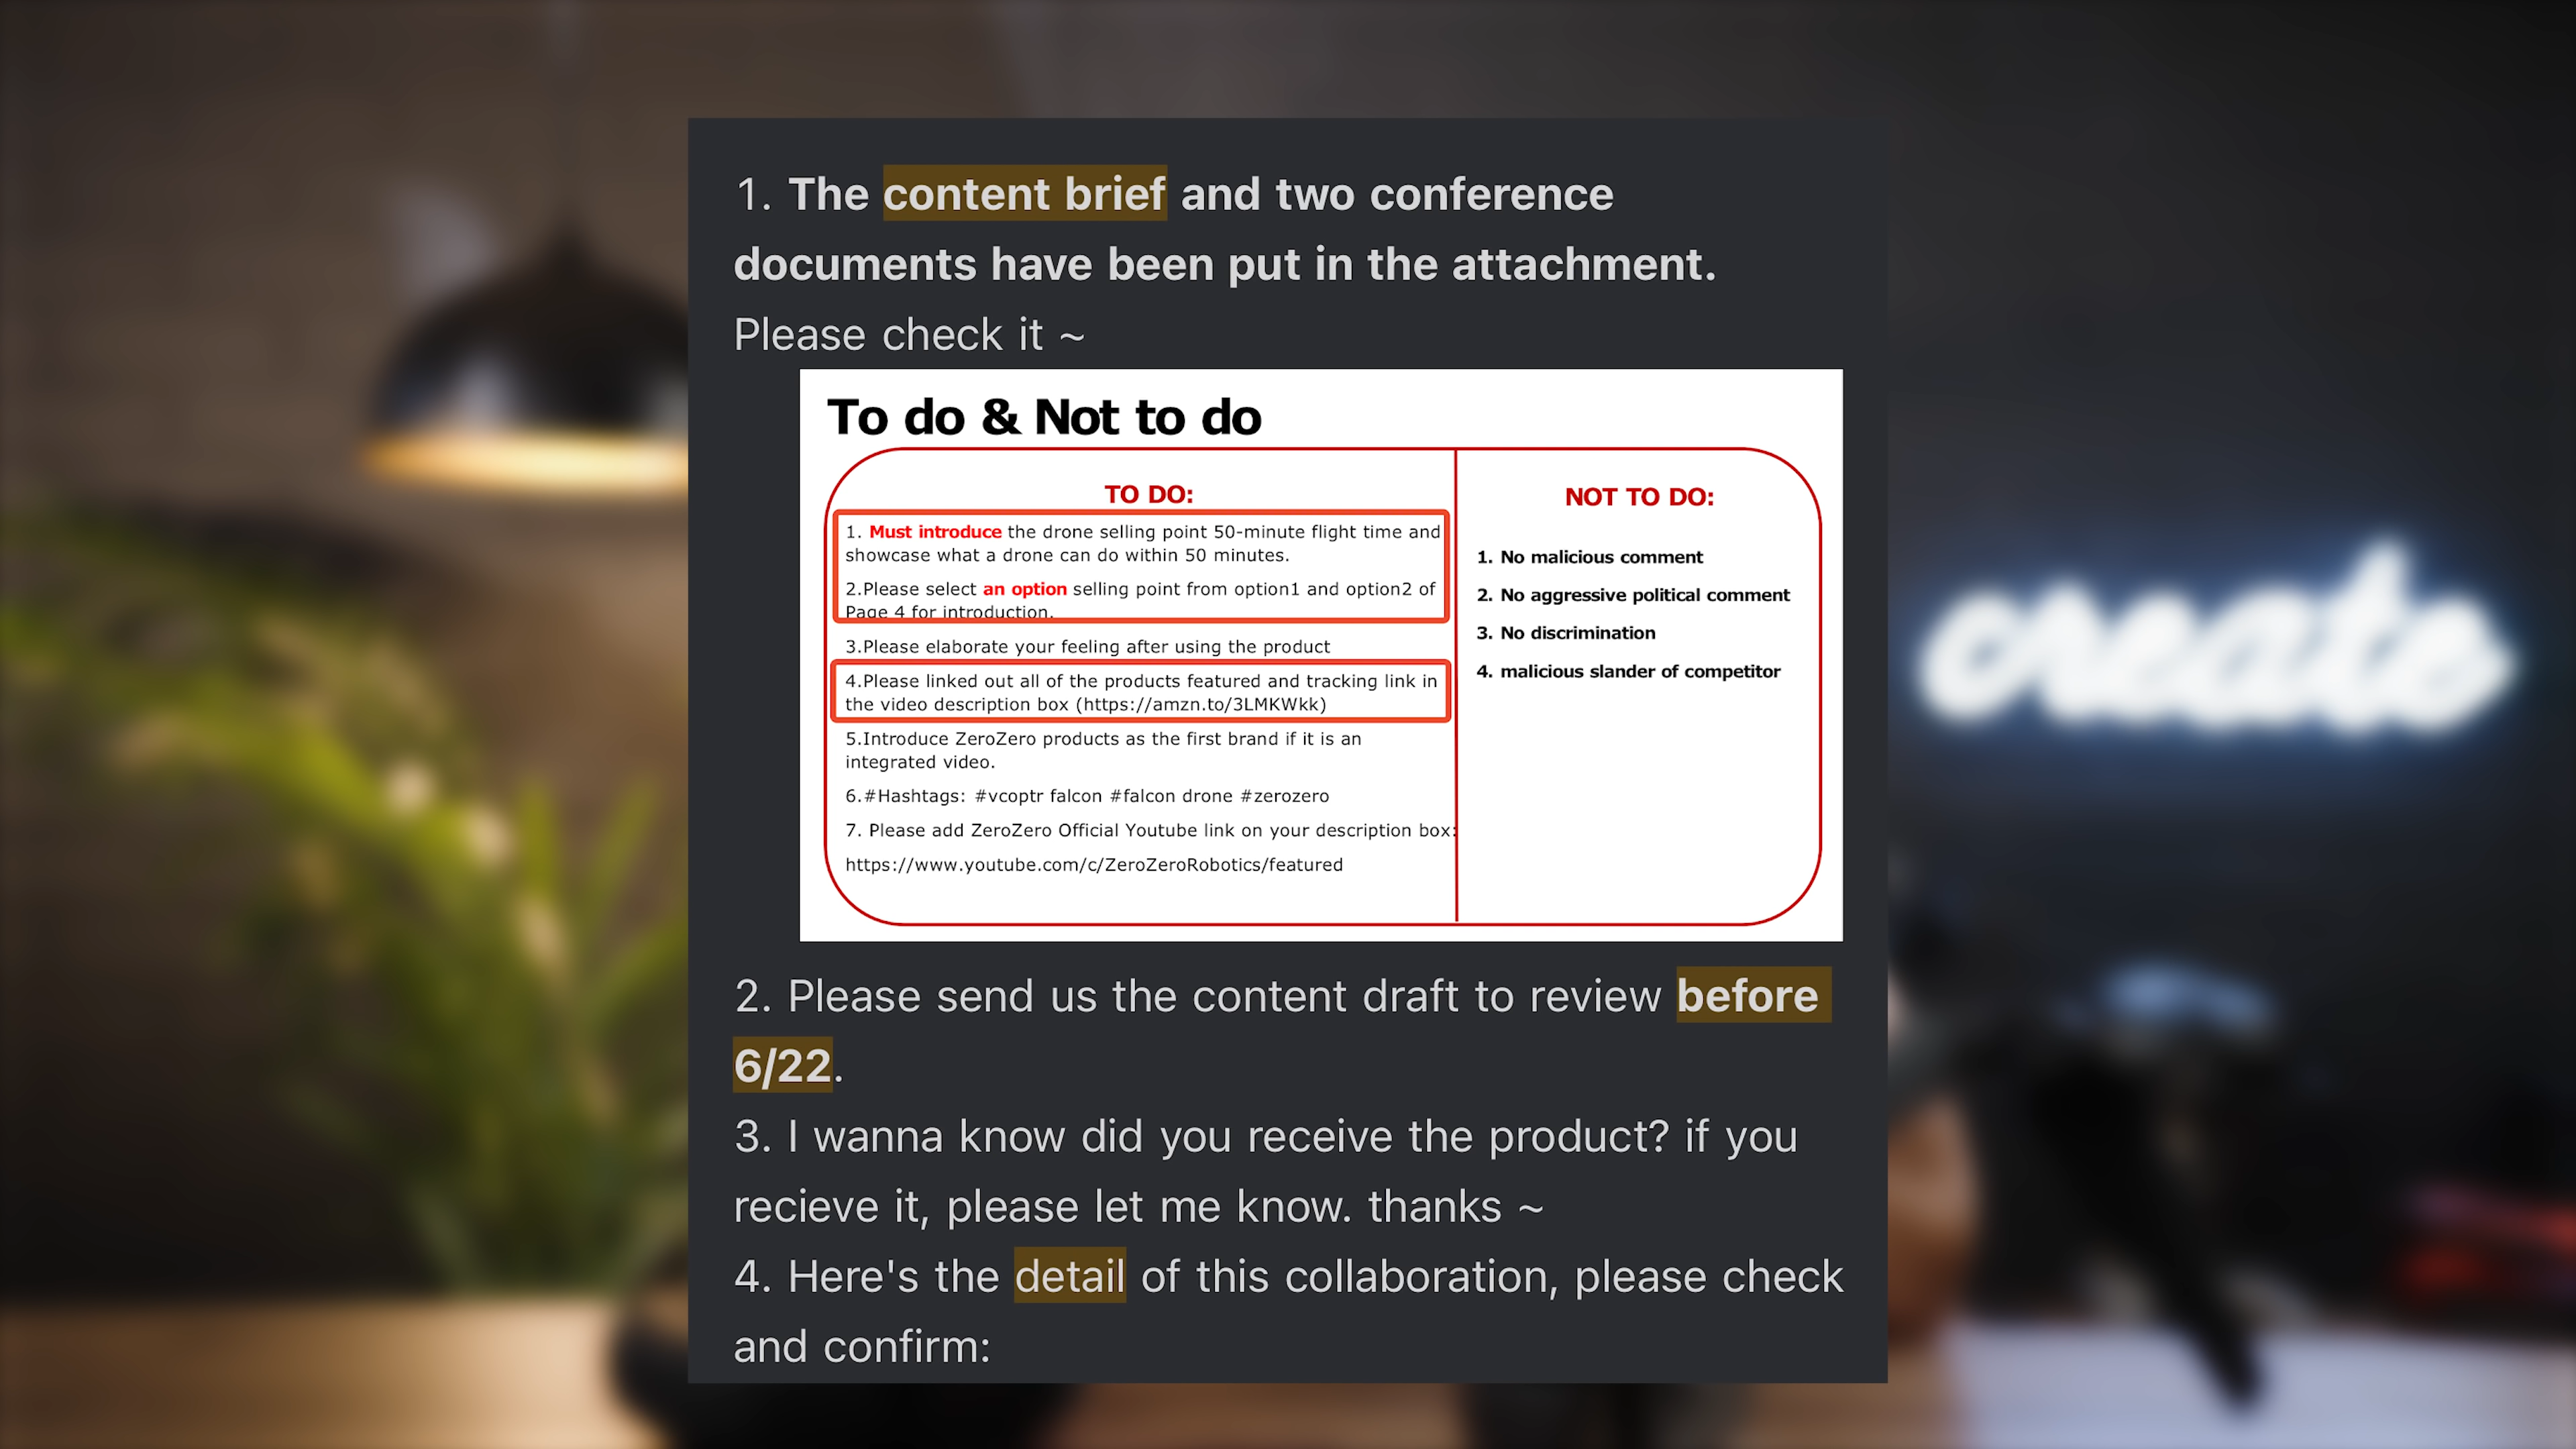 1. The content brief and two conference
documents have been put in the attachment.
Please check it ~
To do & Not to do
TO DO:
1. Must introduce the drone selling point 50-minute flight time and
showcase what a drone can do within 50 minutes.
2.Please select an option selling point from option1 and option2 of
Page 4 for introduction.
3.Please elaborate your feeling after using the product
4.Please linked out all of the products featured and tracking link in
the video description box (https://amzn.to/3LMKWkk)
5.Introduce ZeroZero products as the first brand if it is an
integrated video.
6.#Hashtags: #vcoptr falcon #falcon drone #zerozero
7. Please add ZeroZero Official Youtube link on your description box:
https://www.youtube.com/c/ZeroZeroRobotics/featured
NOT TO DO:
1. No malicious comment
2. No aggressive political comment
3. No discrimination
4. malicious slander of competitor
2. Please send us the content draft to review before
6/22.
3. I wanna know did you receive the product? if you
recieve it, please let me know. thanks ~
4. Here's the detail of this collaboration, please check
and confirm:
create